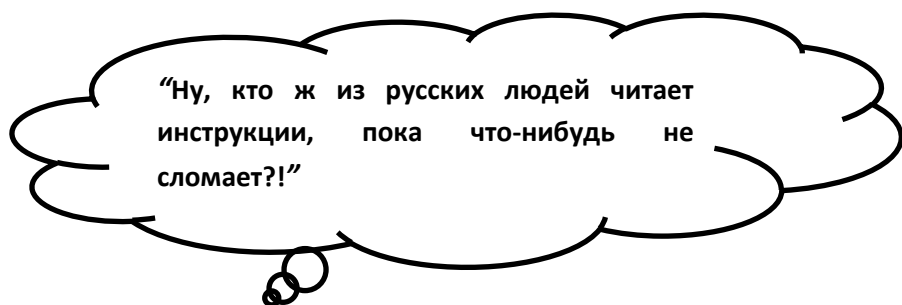 “Ну, кто ж из русских людей читает
инструкции, пока что-нибудь не
сломает?!”